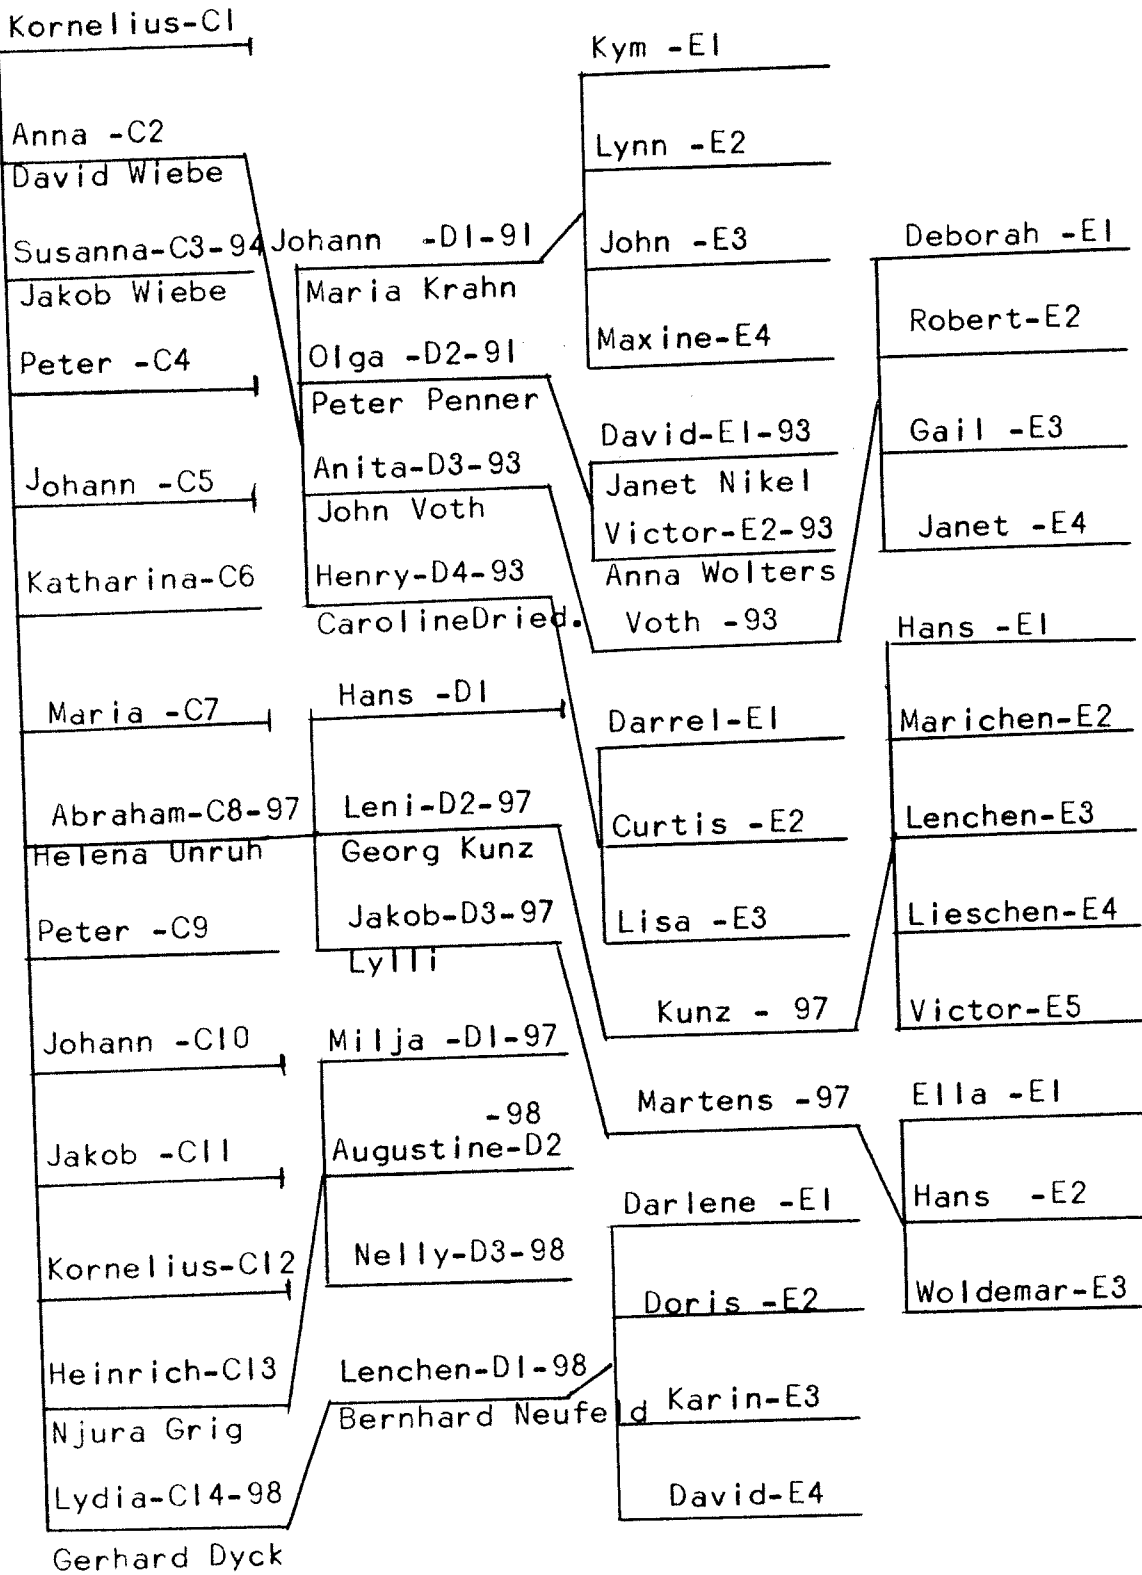 Kornelius-C1
Anna -C2
David Wiebe
Susanna-C3-94
Jakob Wiebe
Peter -C4
Johann -C5
Katharina-C6
Maria -C7
Abraham-C8-97
Helena Unruh
Peter -C9
Johann -C10
Jakob -C11
Kornelius-C12
Heinrich-C13
Njura Grig
Lydia-C14-98
Gerhard Dyck
Johann -D1-91
Maria Krahn
Olga -D2-91
Peter Penner
Anita-D3-93
John Voth
Henry-D4-93
CarolineDried.
Hans -D1
Leni-D2-97
Georg Kunz
Jakob-D3-97
Lylli
Milja -D1-97
-98
Augustine-D2
Nelly-D3-98
Lenchen-D1-98
Bernhard Neufeld
Kym -E1
Lynn -E2
John -E3
Maxine-E4
David-E1-93
Janet Nikel
Victor-E2-93
Anna Wolters
Voth -93
Darrel-E1
Curtis -E2
Lisa -E3
Kunz - 97
Martens -97
Darlene -E1
Doris -E2
Karin-E3
David-E4
Deborah -E1
Robert-E2
Gail -E3
Janet -E4
Hans -E1
Marichen-E2
Lenchen-E3
Lieschen-E4
Victor-E5
Ella -E1
Hans -E2
Woldemar-E3